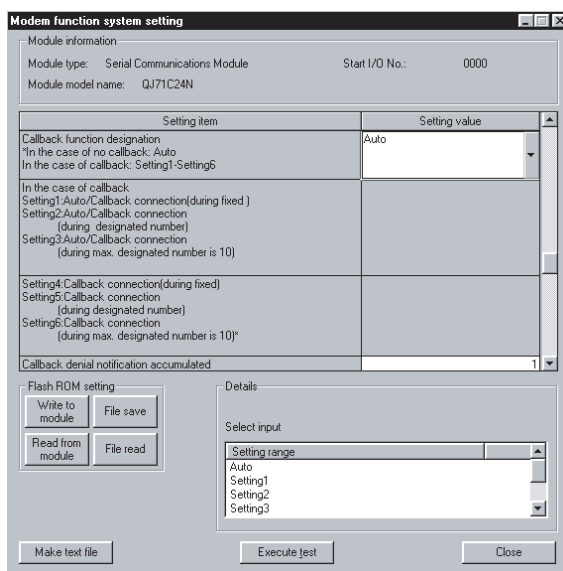 Modem function system setting
Module information
Module type: Serial Communications Module Start I/O No.: 0000
Module model name: QJ71C24N
Setting item Setting value
Callback function designation Auto
*In the case of no callback: Auto
In the case of callback: Setting1-Setting6
In the case of callback
Setting1:Auto/Callback connection(during fixed )
Setting2:Auto/Callback connection
(during designated number)
Setting3:Auto/Callback connection
(during max. designated number is 10)
Setting4:Callback connection(during fixed)
Setting5:Callback connection
(during designated number)
Setting6:Callback connection
(during max. designated number is 10)*
Callback denial notification accumulated 1
Flash ROM setting
Write to module
File save
Read from module
File read
Details
Select input
Setting range
Auto
Setting1
Setting2
Setting3
Make text file
Execute test
Close